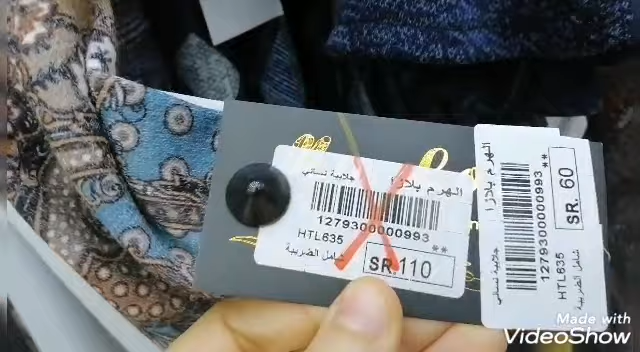 الهرم بلازا
جلابية نسائي
1279300000993
HTL635
**
شامل الضريبة
SR.110
الهرم بلازا
جلابية نسائي
1279300000993
HTL635
**
شامل الضريبة
SR. 60
Made with
VideoShow